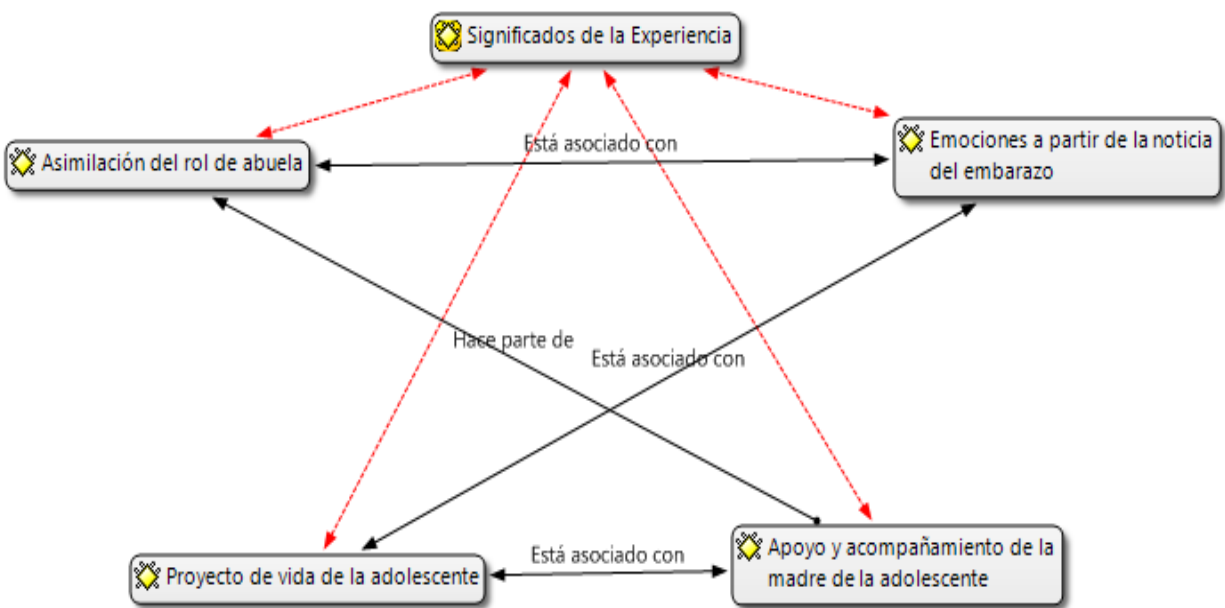 Significados de la Experiencia
Asimilación del rol de abuela
Está asociado con
Emociones a partir de la noticia
del embarazo
Hace parte de
Está asociado con
Proyecto de vida de la adolescente
Está asociado con
Apoyo y acompañamiento de la
madre de la adolescente